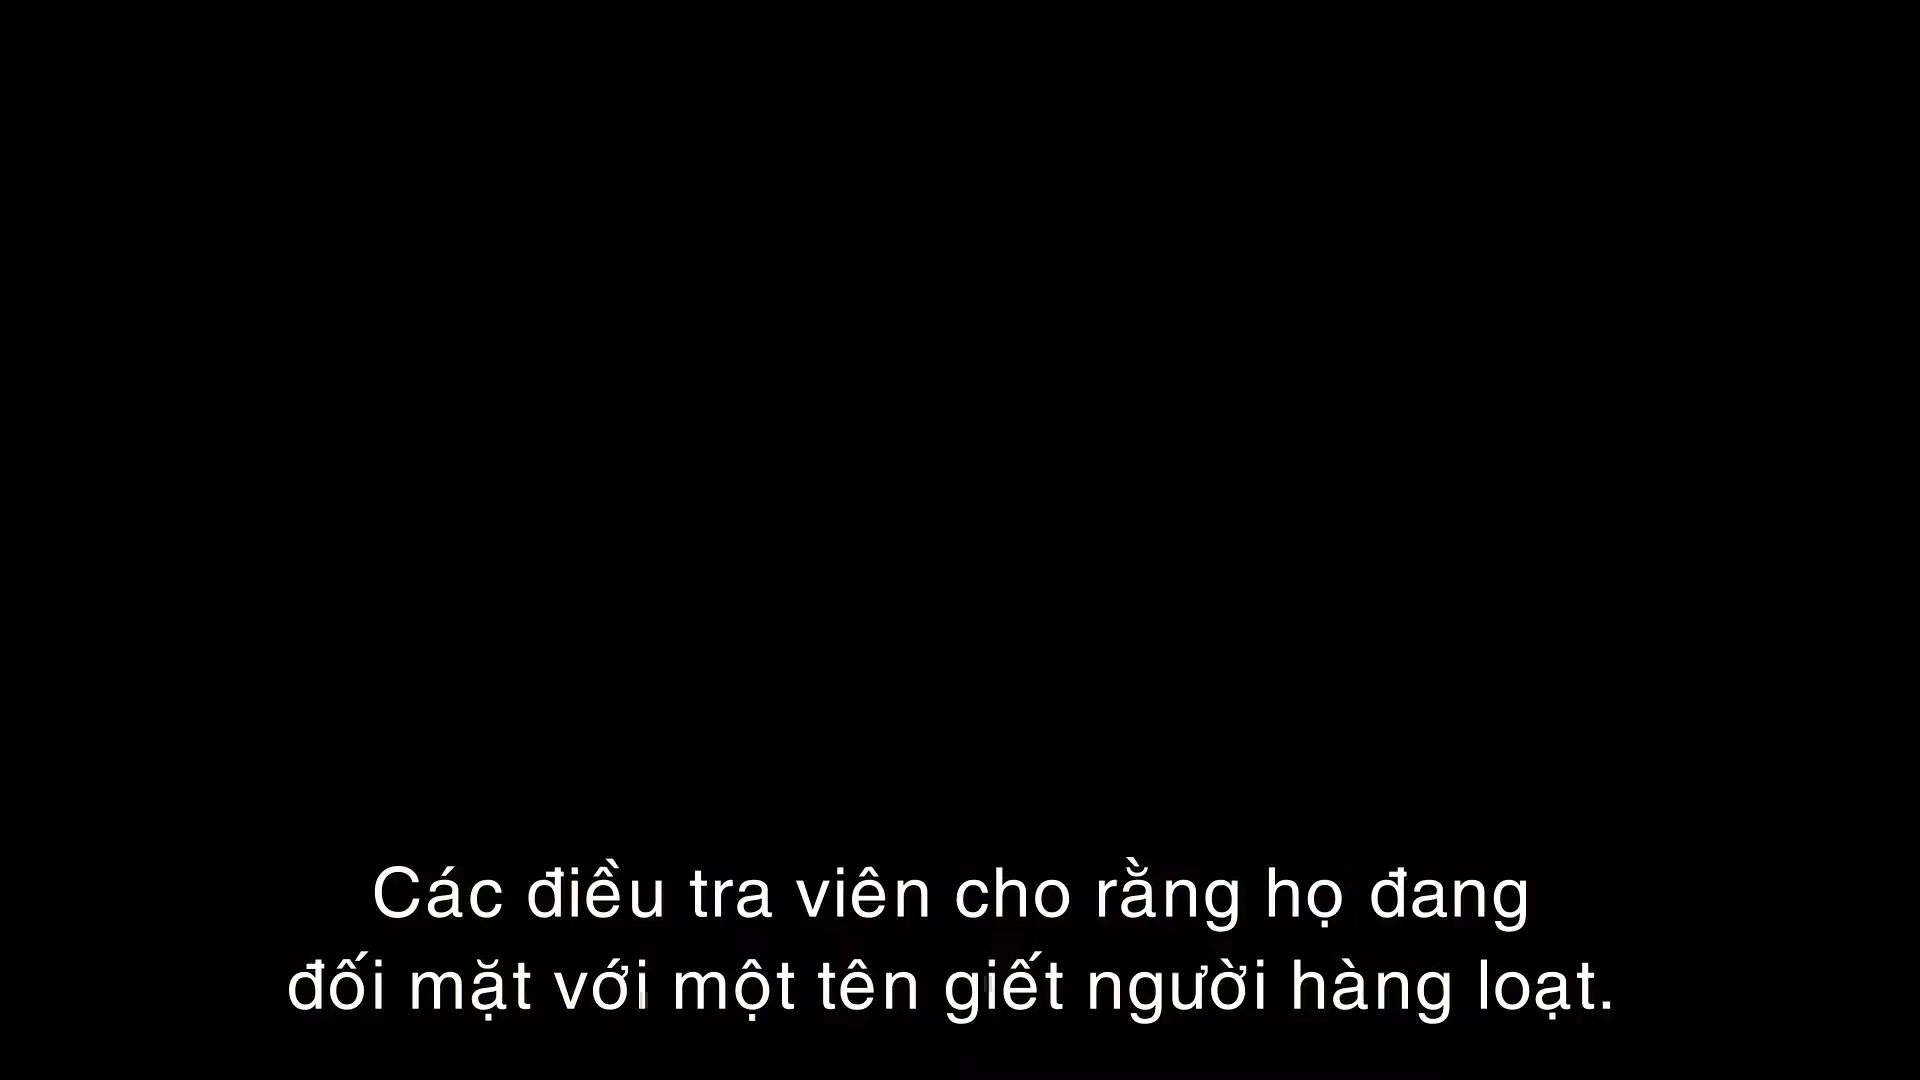 Các điều tra viên cho rằng họ đang
đối mặt với một tên giết người hàng loạt.